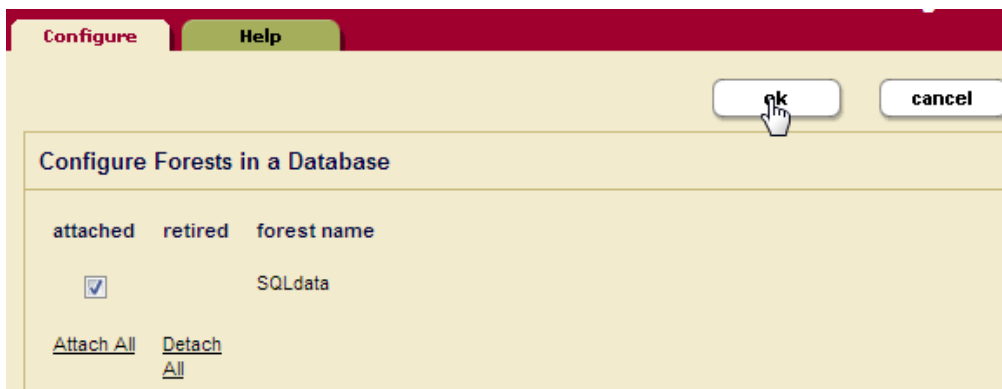 Configure Help
ok cancel
Configure Forests in a Database
attached retired forest name
SQLdata
Attach All Detach
All